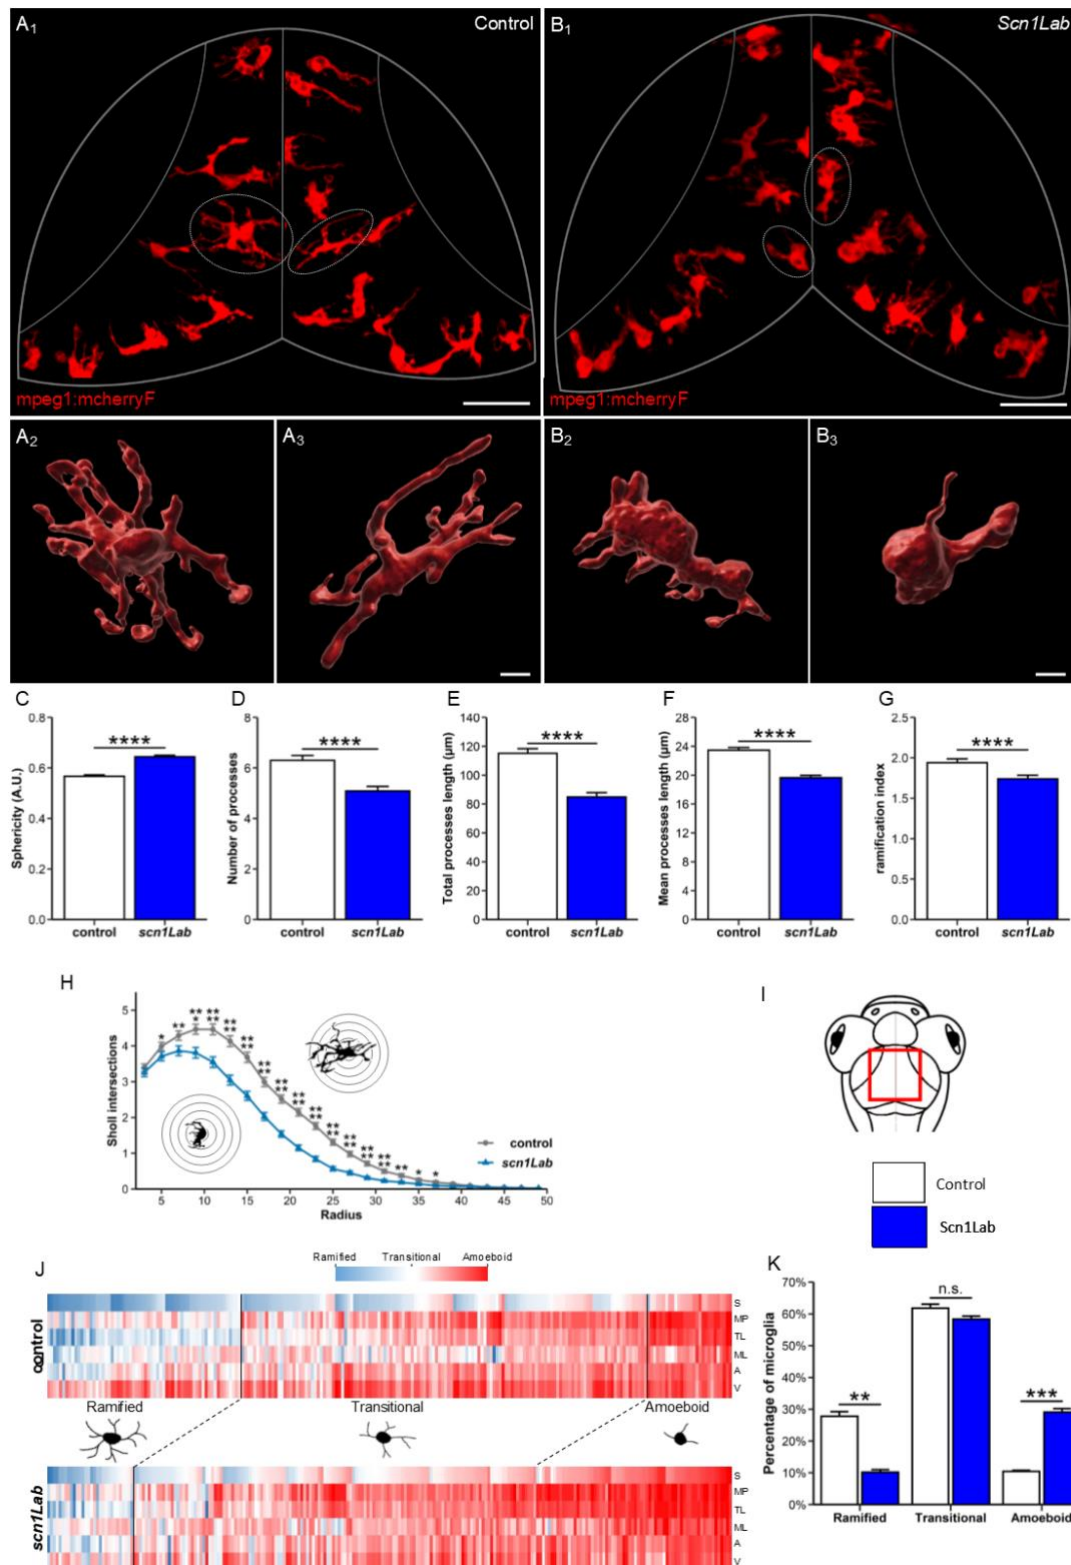 A1 Control
B1 Scn1Lab
mpeg1:mcherryF
mpeg1:mcherryF
A2
A3
B2
B3
C
Sphericity (A.U.)
0.8
0.6
0.4
0.2
0.0
****
control scn1Lab
D
Number of processes
8
6
4
2
0
****
control scn1Lab
E
Total processes length (µm)
140
120
100
80
60
40
20
0
****
control scn1Lab
F
Mean processes length (µm)
28
24
20
16
12
8
4
0
****
control scn1Lab
G
ramification index
2.5
2.0
1.5
1.0
0.5
0.0
****
control scn1Lab
H
Sholl intersections
5
4
3
2
1
0
control
scn1Lab
5 10 15 20 25 30 35 40 45 50
Radius
I
Control
Scn1Lab
J
Ramified Transitional Amoeboid
control
S
MP
TL
ML
A
V
Ramified Transitional Amoeboid
scn1Lab
S
MP
TL
ML
A
V
K
Percentage of microglia
70%
60%
50%
40%
30%
20%
10%
0%
**
n.s.
***
Ramified Transitional Amoeboid